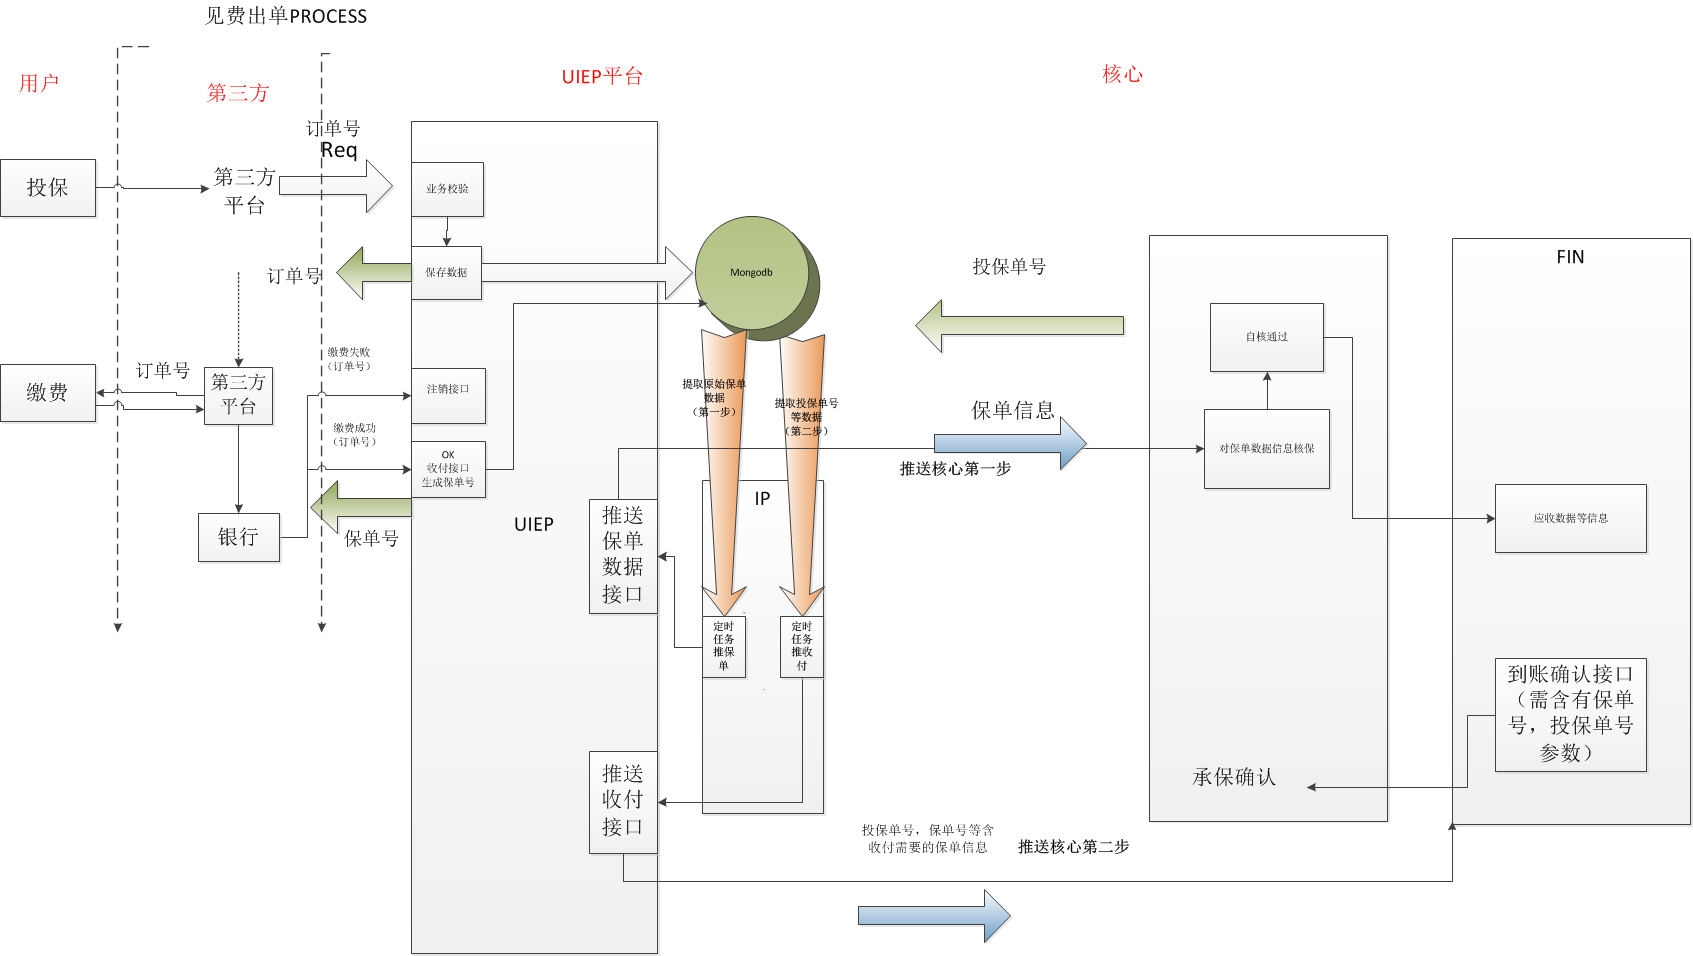 见费出单PROCESS
用户
第三方
UIEP平台
核心
订单号
Req
投保
第三方
平台
业务校验
订单号
保存数据
Mongodb
投保单号
FIN
自核通过
缴费失败
（订单号）
缴费
订单号
第三方
平台
注销接口
提取原始保单
数据
（第一步）
提取投保单号
等数据
（第二步）
保单信息
缴费成功
（订单号）
OK
收付接口
生成保单号
推送核心第一步
对保单数据信息核保
IP
银行
保单号
UIEP
推送
保单
数据
接口
应收数据等信息
定时
任务
推保
单
定时
任务
推收
付
到账确认接口
（需含有保单
号，投保单号
参数）
推送
收付
接口
承保确认
投保单号，保单号等含
收付需要的保单信息
推送核心第二步